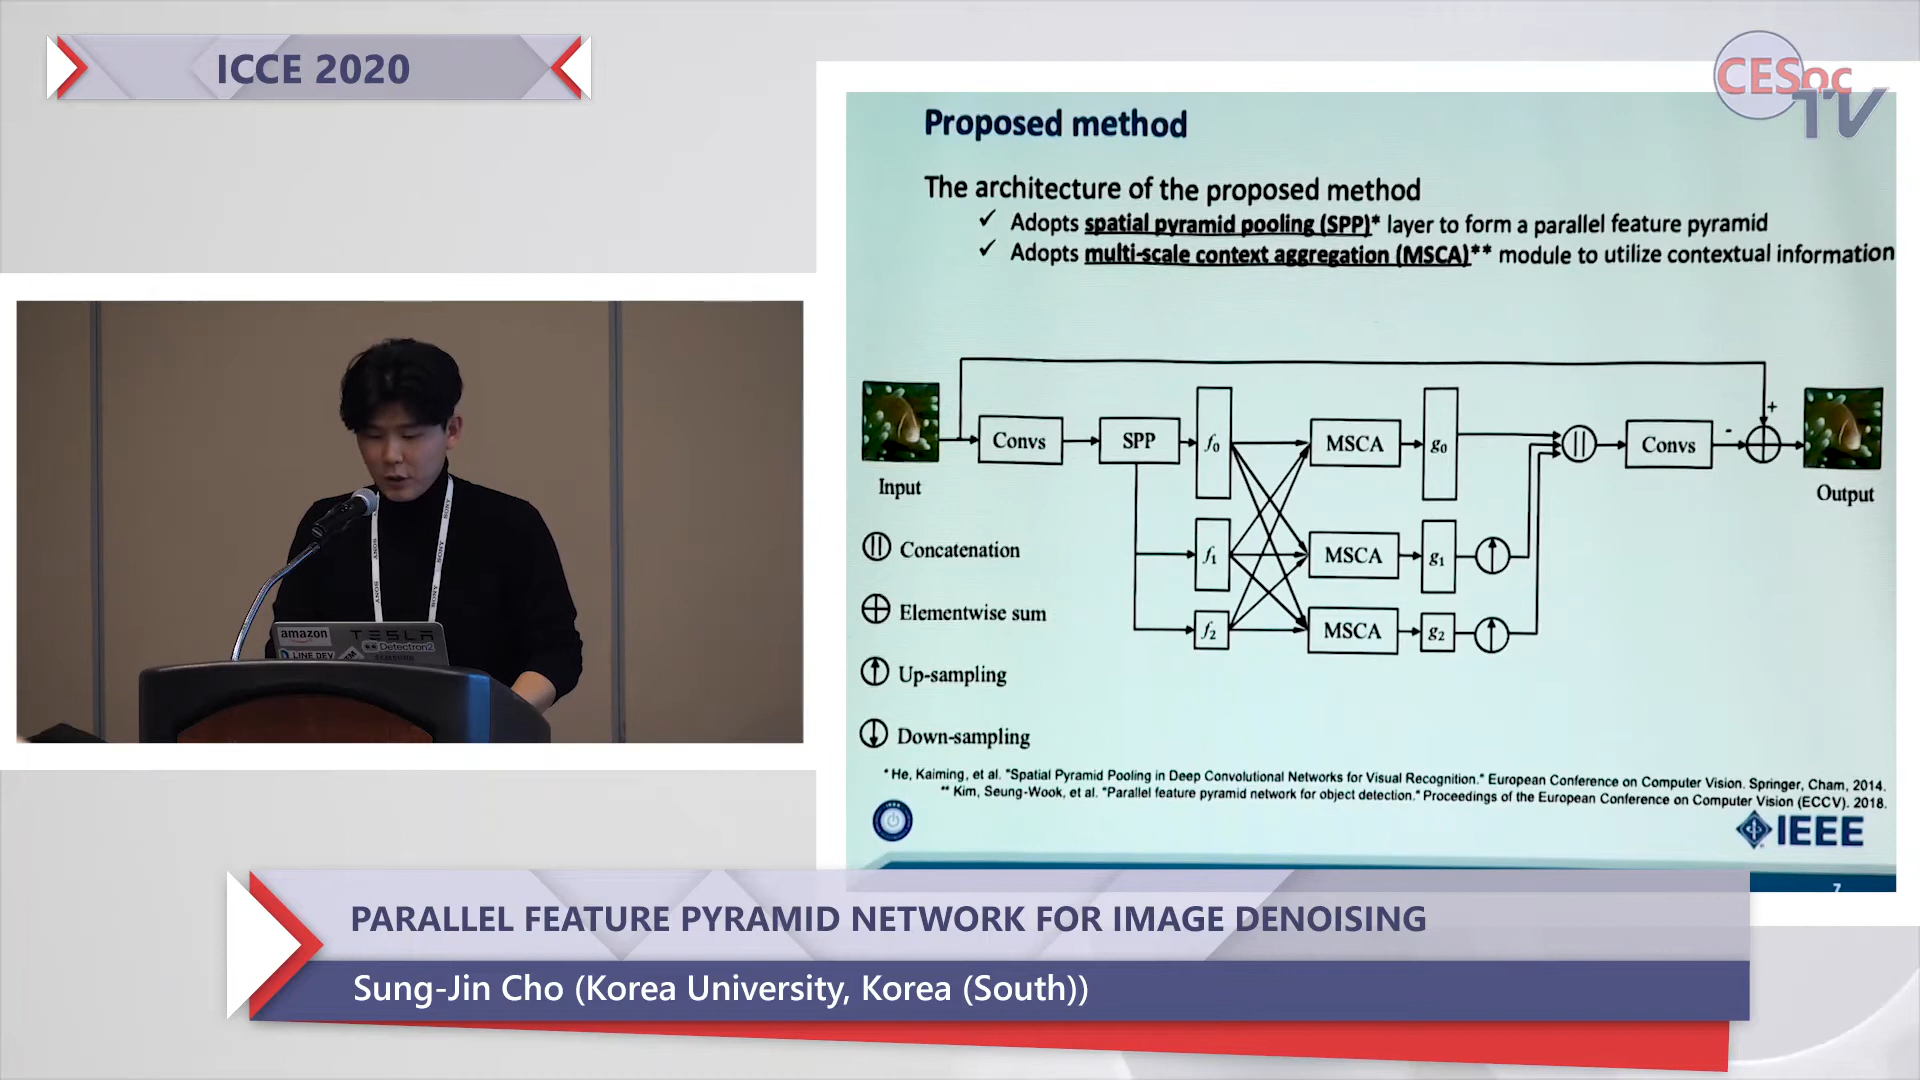 ICCE 2020
CESoc
TV
Proposed method
The architecture of the proposed method
✓ Adopts spatial pyramid pooling (SPP)* layer to form a parallel feature pyramid
✓ Adopts multi-scale context aggregation (MSCA)** module to utilize contextual information
Input
Convs
SPP
f0
MSCA
g0
Convs
-
+
Output
f1
MSCA
g1
f2
MSCA
g2
Concatenation
Elementwise sum
Up-sampling
Down-sampling
* He, Kaiming, et al. "Spatial Pyramid Pooling in Deep Convolutional Networks for Visual Recognition." European Conference on Computer Vision. Springer, Cham, 2014.
** Kim, Seung-Wook, et al. "Parallel feature pyramid network for object detection." Proceedings of the European Conference on Computer Vision (ECCV). 2018.
IEEE
7
SONY
SONY
SONY
SONY
amazon
TESLA
Detectron2
LINE DEV
SAMSUNG
PARALLEL FEATURE PYRAMID NETWORK FOR IMAGE DENOISING
Sung-Jin Cho (Korea University, Korea (South))